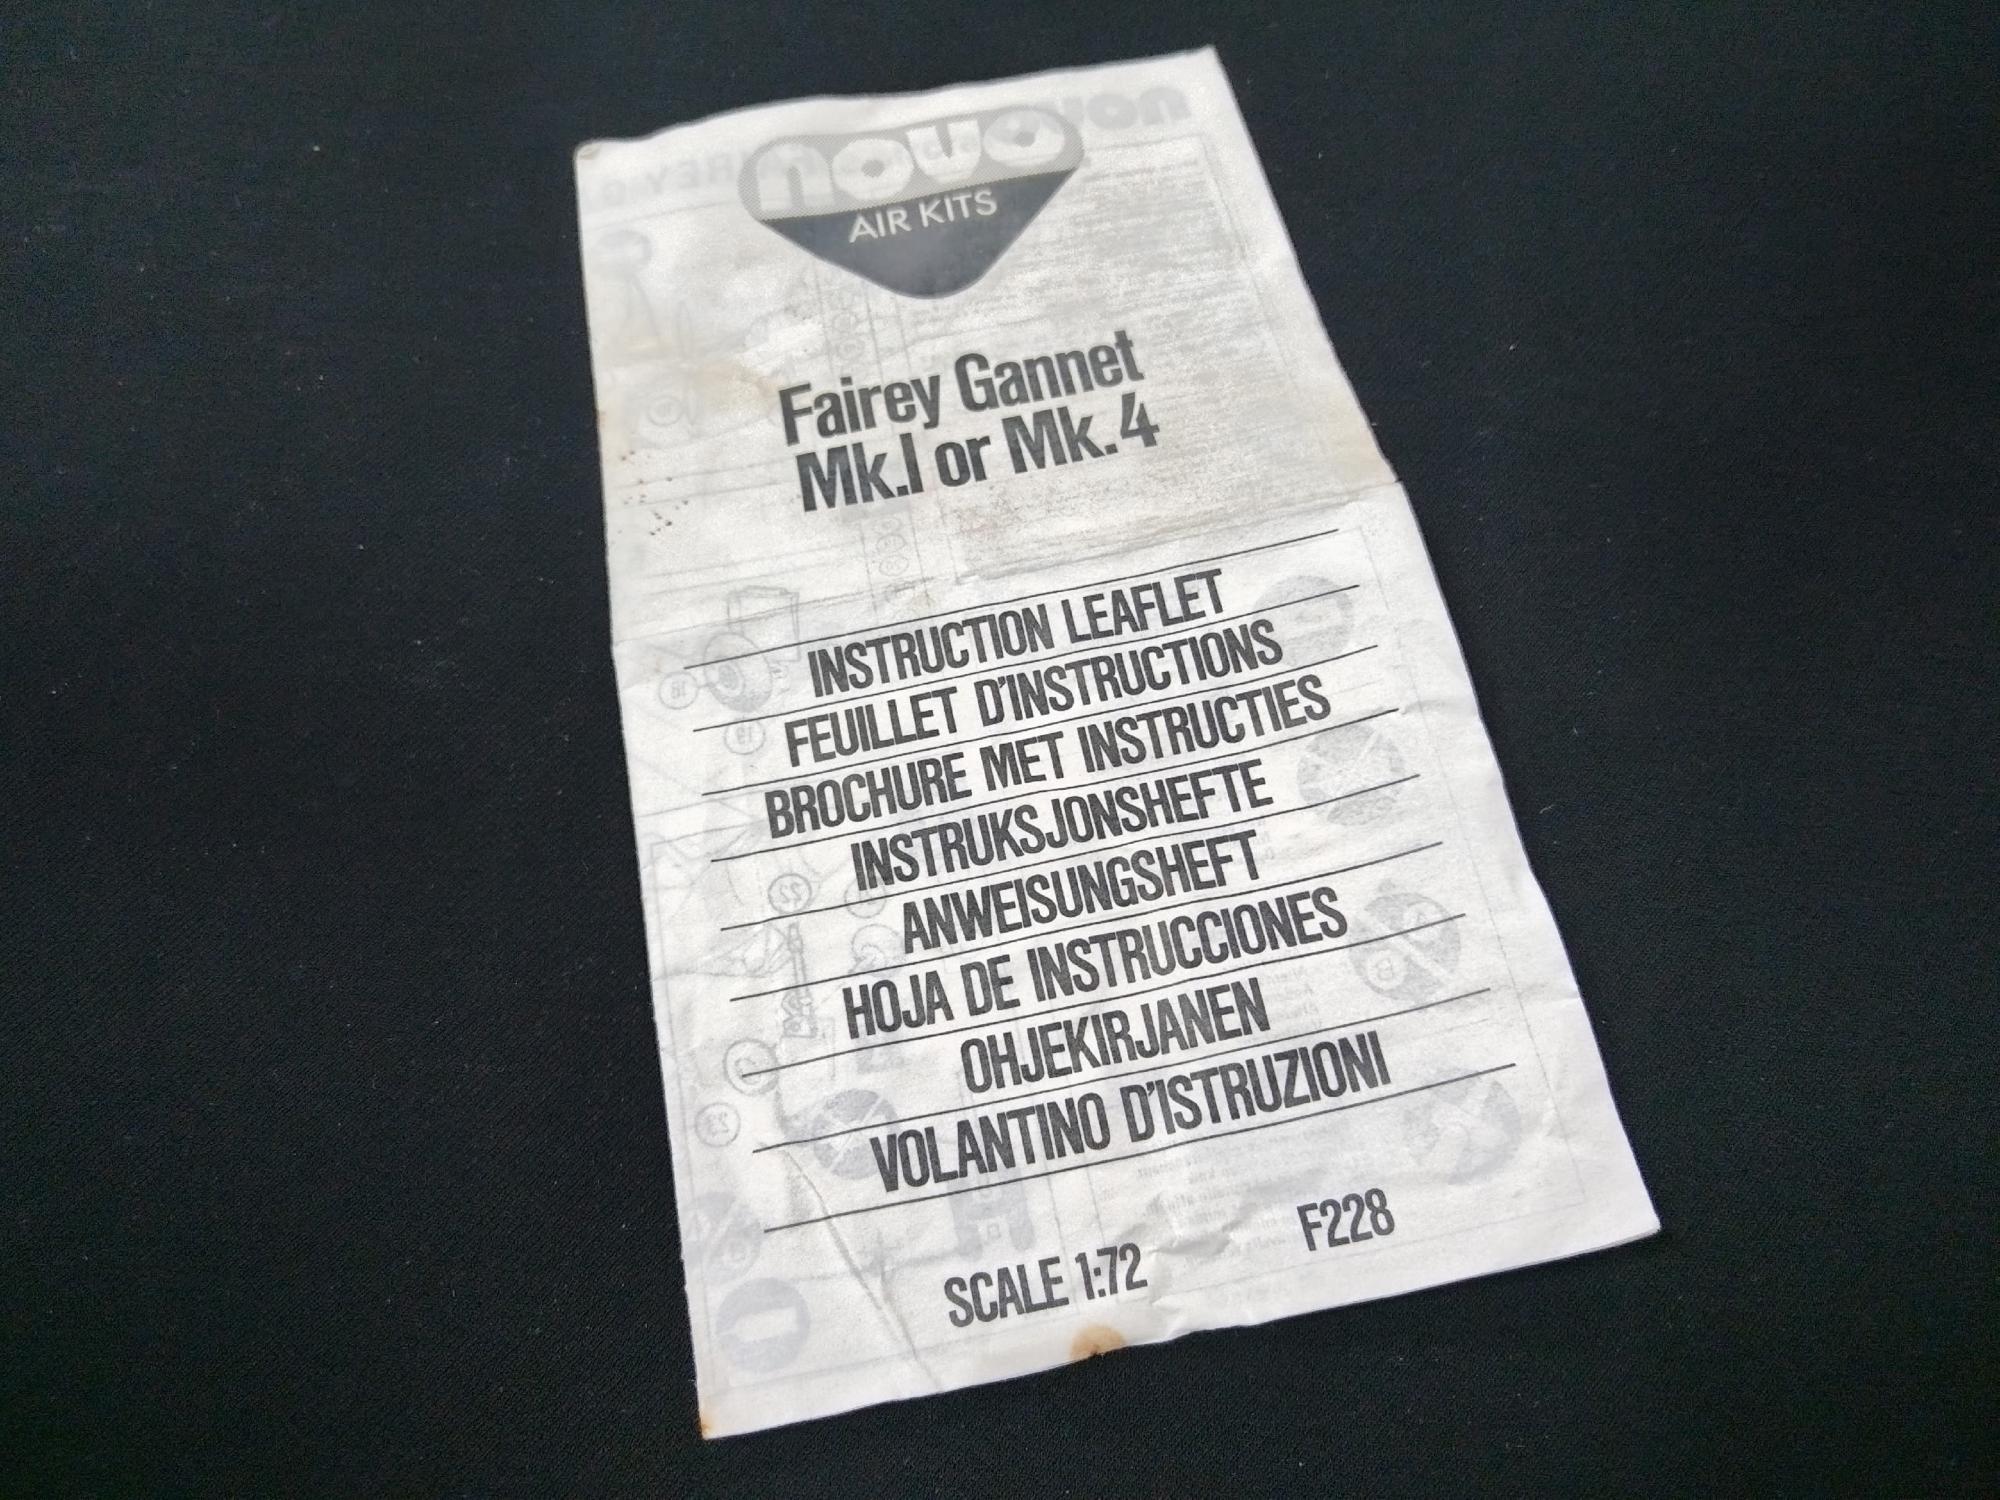 novo
AIR KITS
Fairey Gannet
Mk.I or Mk.4
INSTRUCTION LEAFLET
FEUILLET D'INSTRUCTIONS
BROCHURE MET INSTRUCTIES
INSTRUKSJONSHEFTE
ANWEISUNGSHEFT
HOJA DE INSTRUCCIONES
OHJEKIRJANEN
VOLANTINO D'ISTRUZIONI
SCALE 1:72
F228